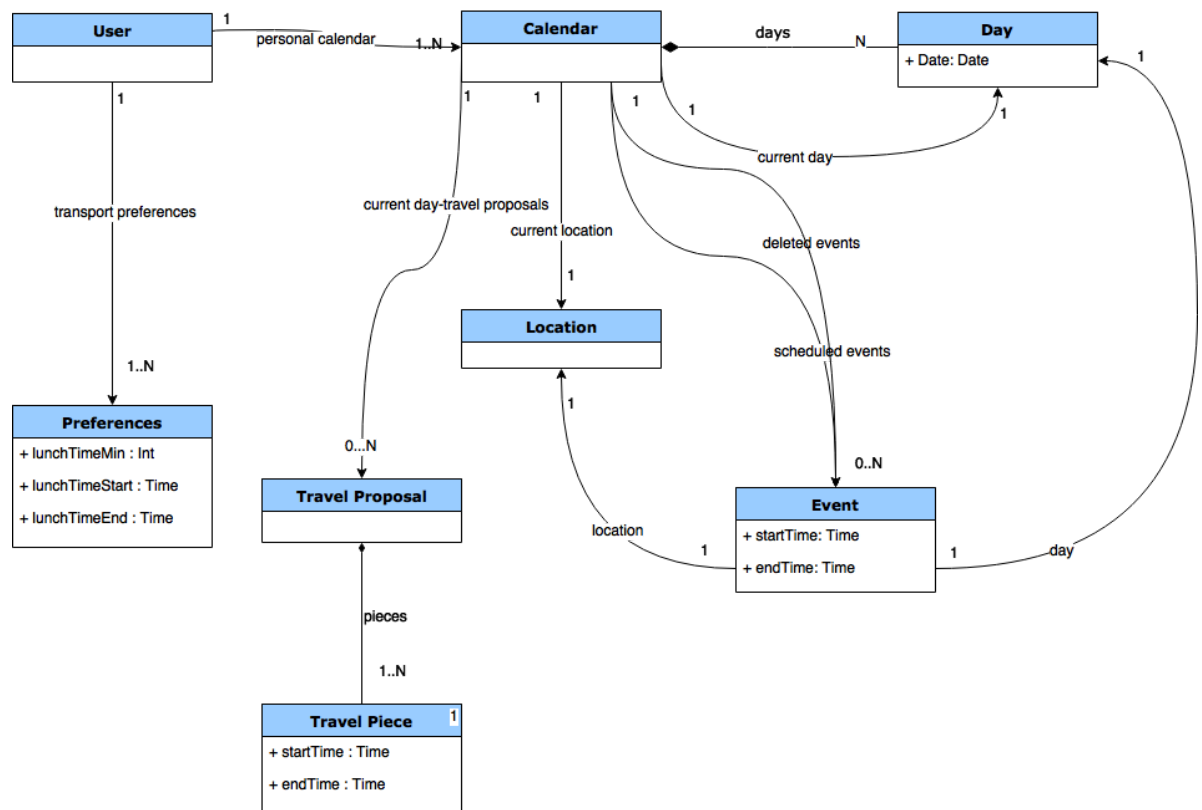 User
1
personal calendar
1..N
Calendar
days
N
Day
+ Date: Date
1
1
1
1
1
1
1
current day
transport preferences
current day-travel proposals
current location
deleted events
1
1..N
Location
scheduled events
1
Preferences
+ lunchTimeMin : Int
+ lunchTimeStart : Time
+ lunchTimeEnd : Time
0...N
0..N
Travel Proposal
Event
+ startTime: Time
+ endTime: Time
location
1
1
day
pieces
1..N
Travel Piece
1
+ startTime : Time
+ endTime : Time